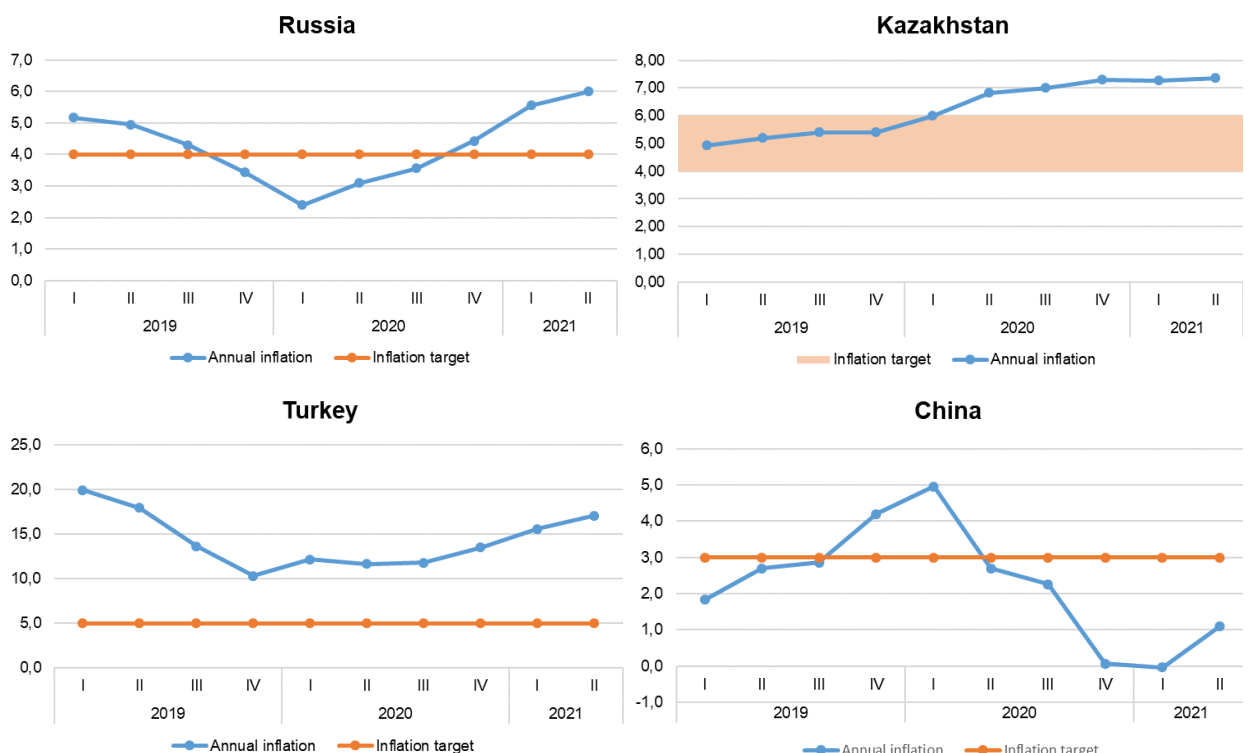 Russia
7,0
6,0
5,0
4,0
3,0
2,0
1,0
0,0
I II III IV I II III IV I II
2019 2020 2021
Annual inflation Inflation target
Kazakhstan
8,00
7,00
6,00
5,00
4,00
3,00
2,00
1,00
0,00
I II III IV I II III IV I II
2019 2020 2021
Inflation target Annual inflation
Turkey
25,0
20,0
15,0
10,0
5,0
0,0
I II III IV I II III IV I II
2019 2020 2021
Annual inflation Inflation target
China
6,0
5,0
4,0
3,0
2,0
1,0
0,0
-1,0
I II III IV I II III IV I II
2019 2020 2021
Annual inflation Inflation target